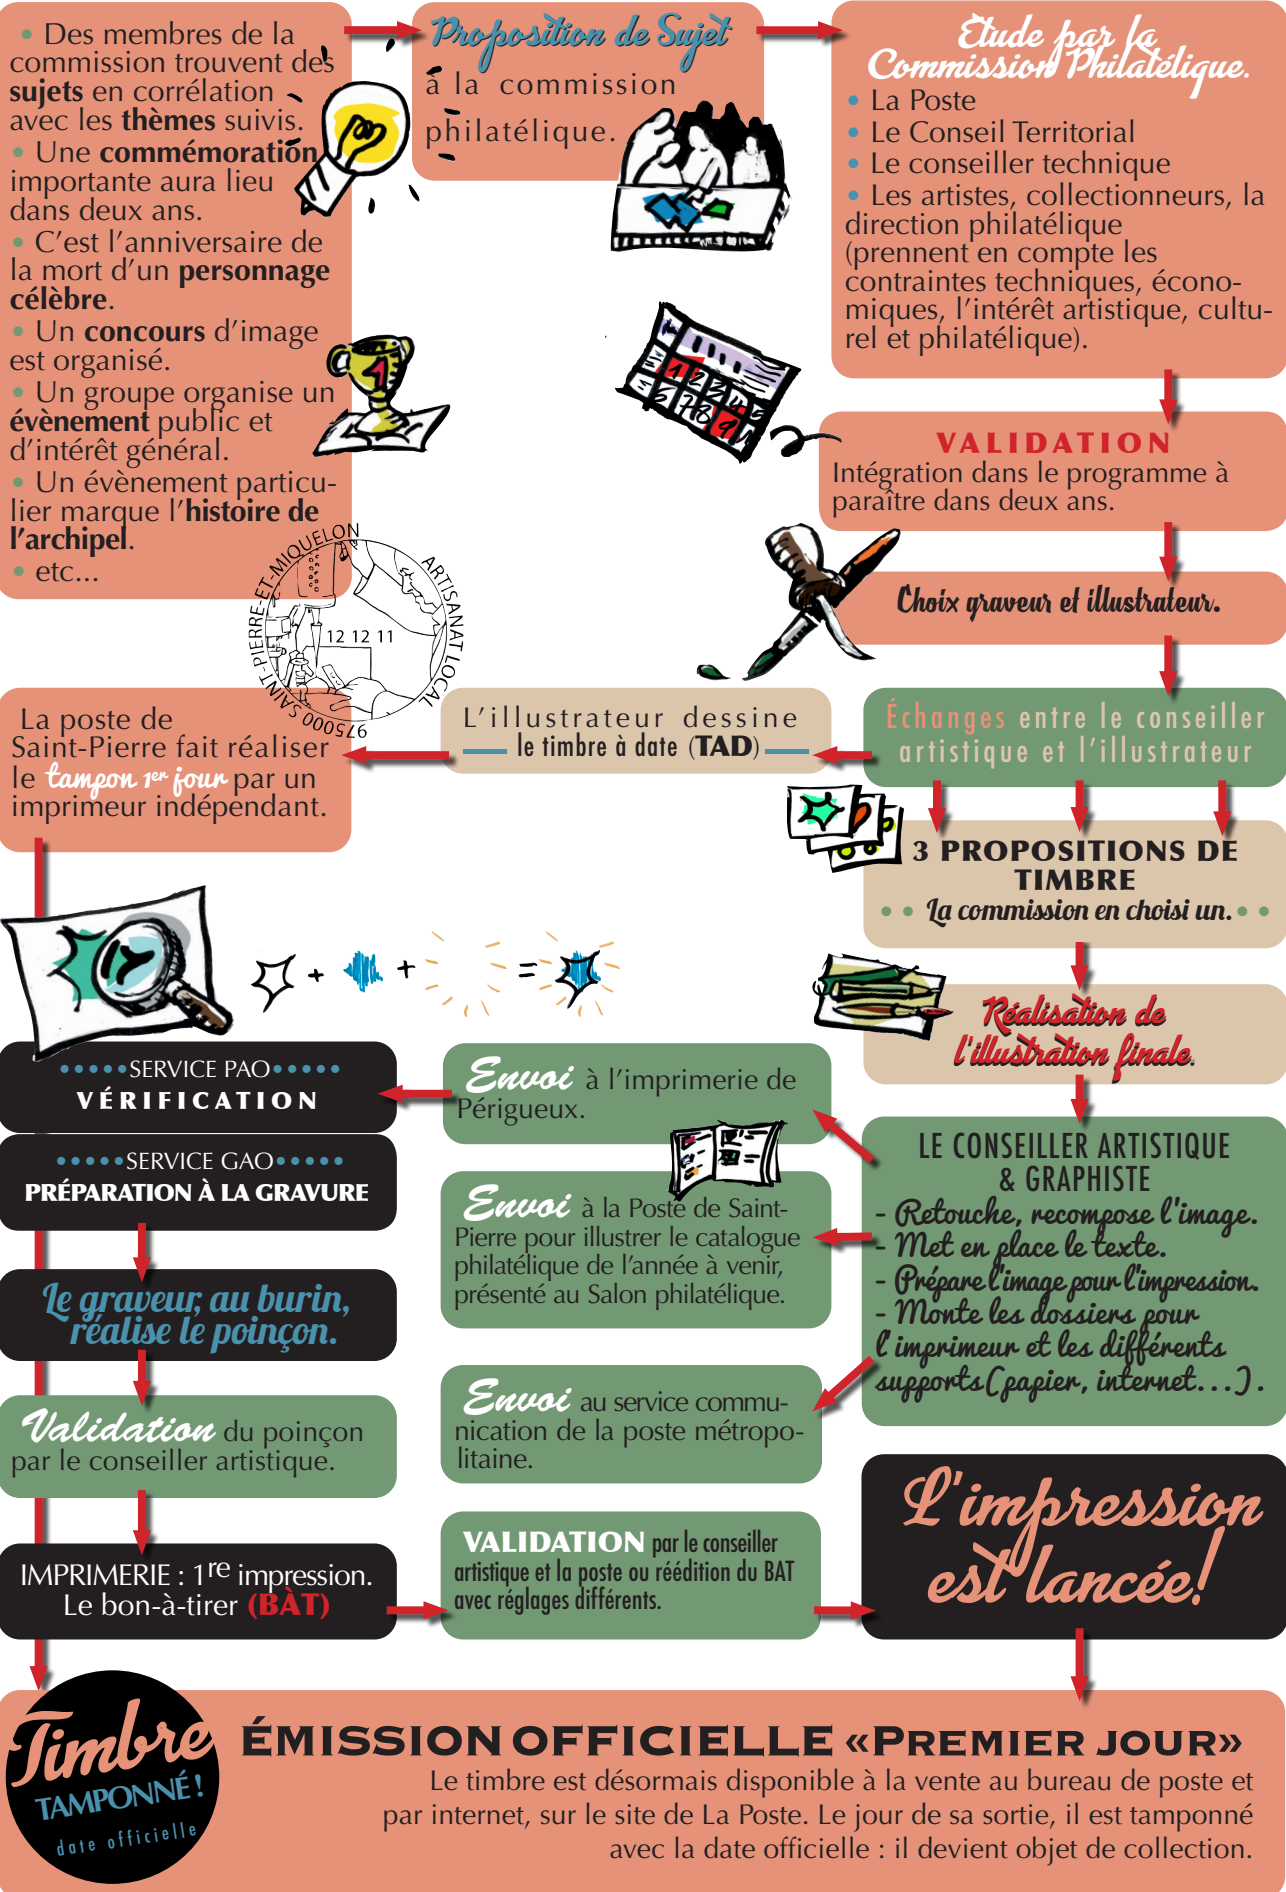 • Des membres de la
commission trouvent des
sujets en corrélation
avec les thèmes suivis.
• Une commémoration
importante aura lieu
dans deux ans.
• C'est l'anniversaire de
la mort d'un personnage
célèbre.
• Un concours d'image
est organisé.
• Un groupe organise un
évènement public et
d'intérêt général.
• Un évènement particu-
lier marque l'histoire de
l'archipel.
• etc...
Proposition de Sujet
à la commission
philatélique.
Etude par la
Commission Philatélique.
• La Poste
• Le Conseil Territorial
• Le conseiller technique
• Les artistes, collectionneurs, la
direction philatélique
(prennent en compte les
contraintes techniques, écono-
miques, l'intérêt artistique, cultu-
rel et philatélique).
VALIDATION
Intégration dans le programme à
paraître dans deux ans.
Choix graveur et illustrateur.
Échanges entre le conseiller
artistique et l'illustrateur
L'illustrateur dessine
le timbre à date (TAD)
975000 SAINT-PIERRE-ET-MIQUELON
ARTISANAT LOCAL
12 12 11
La poste de
Saint-Pierre fait réaliser
le tampon 1er jour par un
imprimeur indépendant.
3 PROPOSITIONS DE
TIMBRE
• • La commission en choisi un. • •
+ + =
Réalisation de
l'illustration finale.
LE CONSEILLER ARTISTIQUE
& GRAPHISTE
- Retouche, recompose l'image.
- Met en place le texte.
- Prépare l'image pour l'impression.
- Monte les dossiers pour
l'imprimeur et les différents
supports (papier, internet...).
Envoi à l'imprimerie de
Périgueux.
Envoi à la Poste de Saint-
Pierre pour illustrer le catalogue
philatélique de l'année à venir,
présenté au Salon philatélique.
Envoi au service commu-
nication de la poste métropo-
litaine.
•••••SERVICE PAO•••••
VÉRIFICATION
•••••SERVICE GAO•••••
PRÉPARATION À LA GRAVURE
Le graveur, au burin,
réalise le poinçon.
Validation du poinçon
par le conseiller artistique.
IMPRIMERIE : 1re impression.
Le bon-à-tirer (BÀT)
VALIDATION par le conseiller
artistique et la poste ou réédition du BAT
avec réglages différents.
L'impression
est lancée!
Timbre
TAMPONNÉ !
date officielle
ÉMISSION OFFICIELLE «PREMIER JOUR»
Le timbre est désormais disponible à la vente au bureau de poste et
par internet, sur le site de La Poste. Le jour de sa sortie, il est tamponné
avec la date officielle : il devient objet de collection.